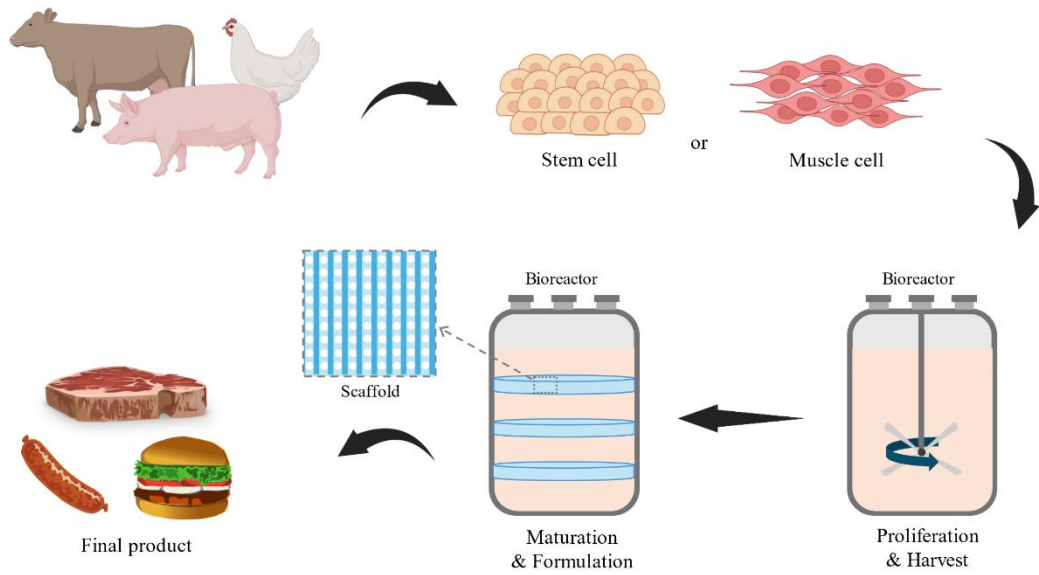 Stem cell
or
Muscle cell
Bioreactor
Bioreactor
Scaffold
Final product
Maturation
& Formulation
Proliferation
& Harvest